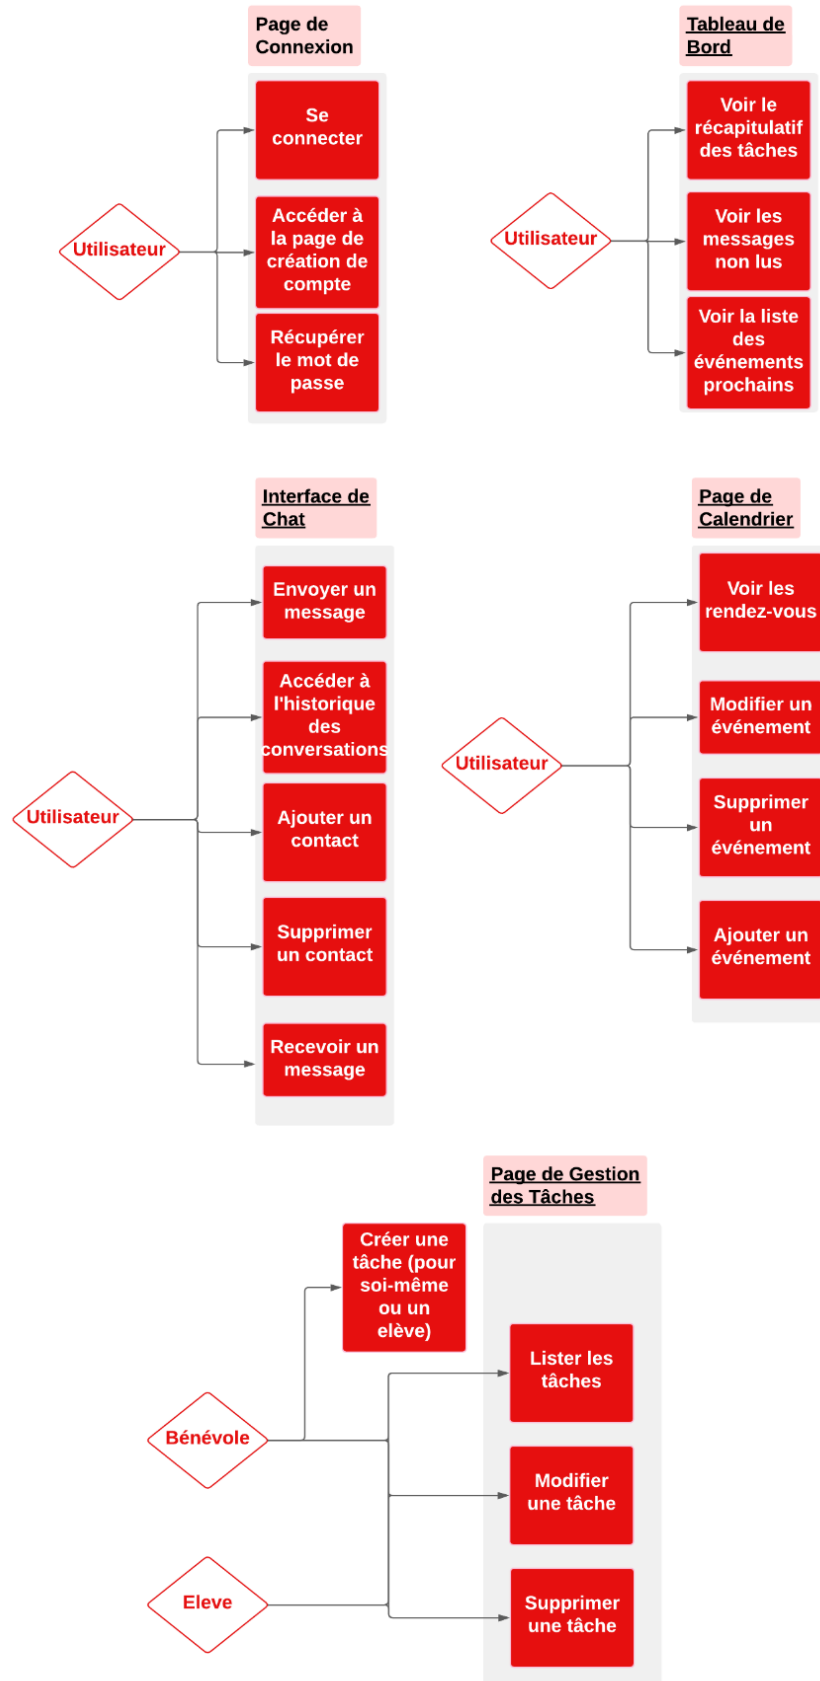 Page de
Connexion
Se
connecter
Utilisateur
Accéder à
la page de
création de
compte
Récupérer
le mot de
passe
Tableau de
Bord
Voir le
récapitulatif
des tâches
Utilisateur
Voir les
messages
non lus
Voir la liste
des
événements
prochains
Interface de
Chat
Envoyer un
message
Accéder à
l'historique
des
conversations
Utilisateur
Ajouter un
contact
Supprimer
un contact
Recevoir un
message
Page de
Calendrier
Voir les
rendez-vous
Modifier un
événement
Utilisateur
Supprimer
un
événement
Ajouter un
événement
Page de Gestion
des Tâches
Créer une
tâche (pour
soi-même
ou un
elève)
Lister les
tâches
Bénévole
Modifier
une tâche
Eleve
Supprimer
une tâche